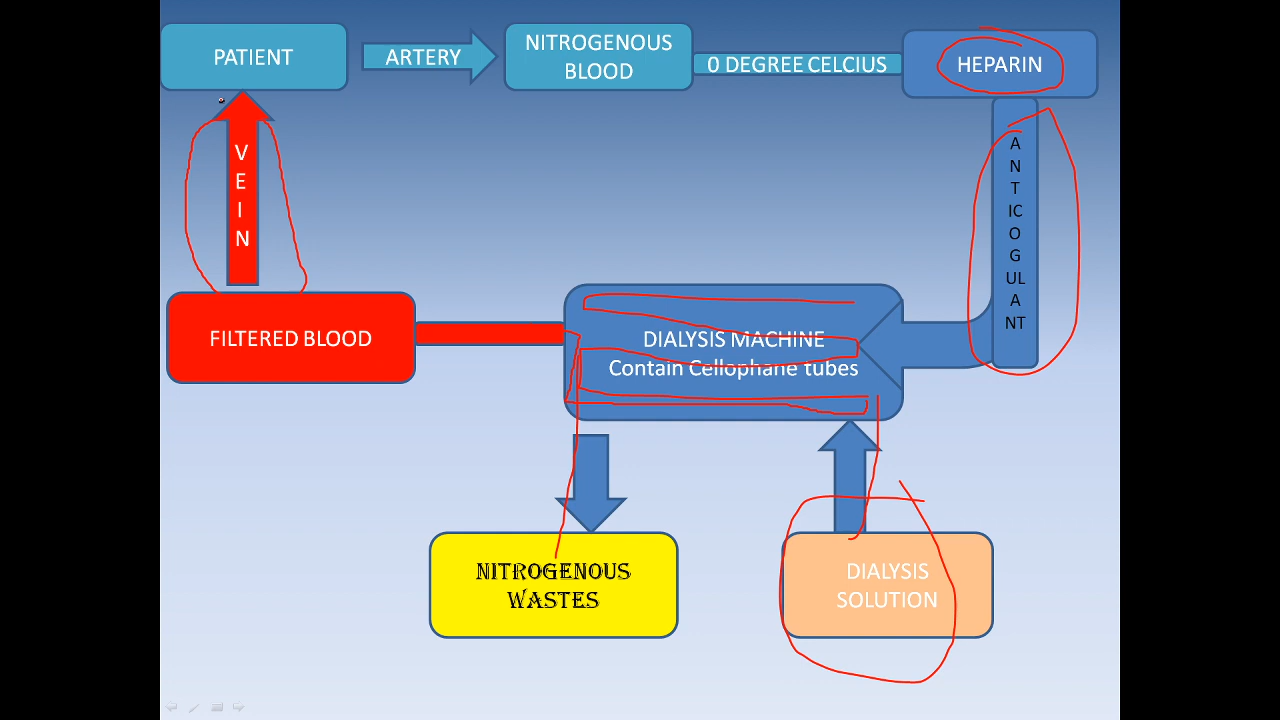 PATIENT
ARTERY
NITROGENOUS
BLOOD
0 DEGREE CELCIUS
HEPARIN
A
N
T
IC
O
G
UL
A
NT
V
E
I
N
FILTERED BLOOD
DIALYSIS MACHINE
Contain Cellophane tubes
NITROGENOUS
WASTES
DIALYSIS
SOLUTION